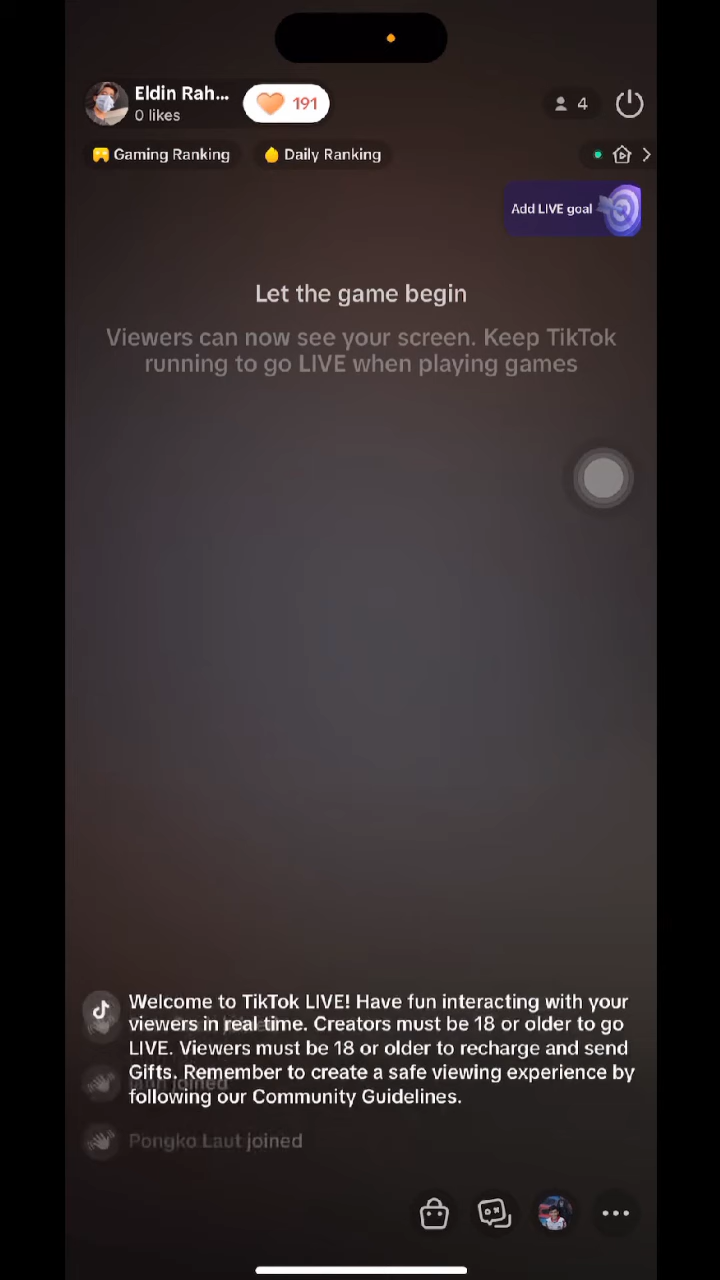 Eldin Rah...
0 likes
191
4
Gaming Ranking
Daily Ranking
Add LIVE goal
Let the game begin
Viewers can now see your screen. Keep TikTok
running to go LIVE when playing games
Welcome to TikTok LIVE! Have fun interacting with your
viewers in real time. Creators must be 18 or older to go
LIVE. Viewers must be 18 or older to recharge and send
Gifts. Remember to create a safe viewing experience by
following our Community Guidelines.
joined
Pongko Laut joined